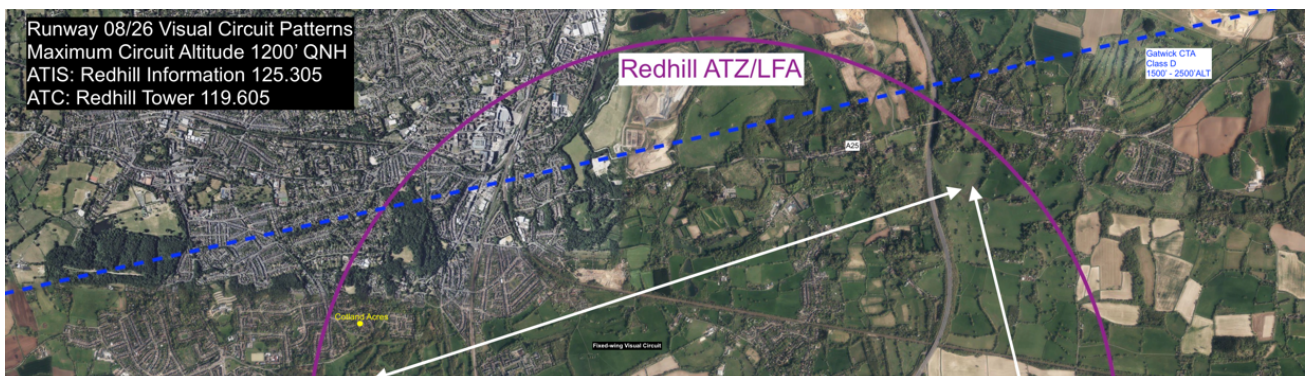 Runway 08/26 Visual Circuit Patterns
Maximum Circuit Altitude 1200’ QNH
ATIS: Redhill Information 125.305
ATC: Redhill Tower 119.605
Redhill ATZ/LFA
Gatwick CTA
Class D
1500' - 2500'ALT
A25
Cotland Acres
Fixed-wing Visual Circuit